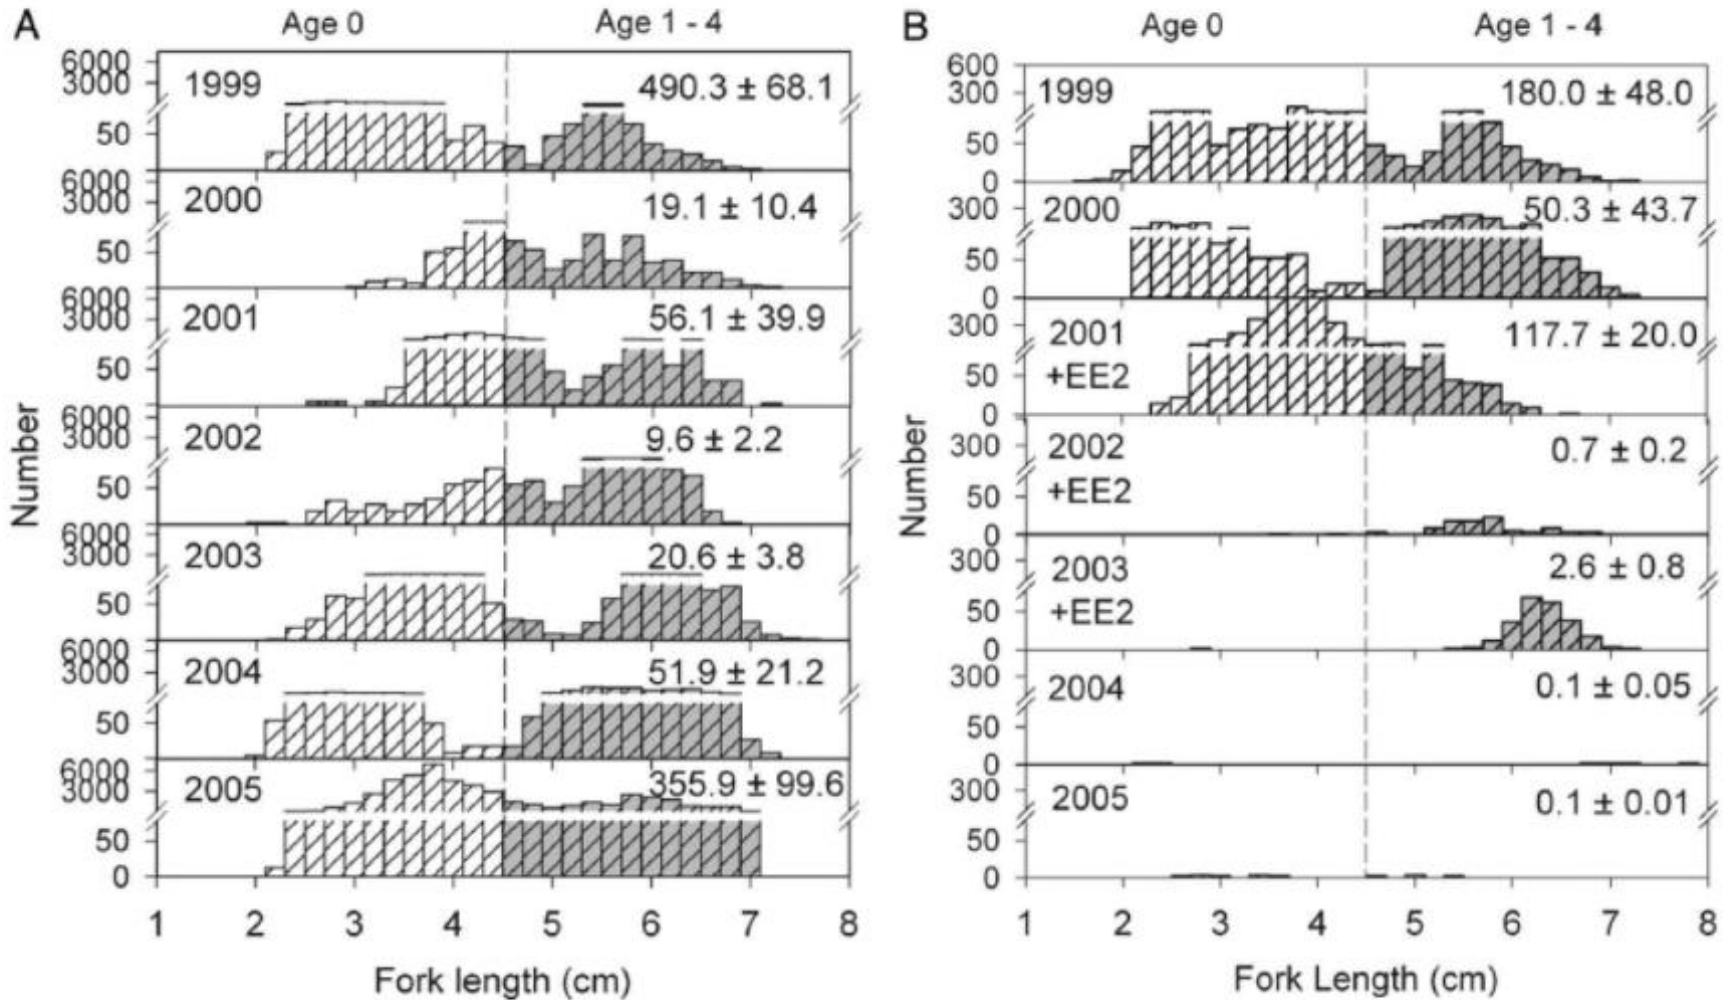 A
Age 0
Age 1 - 4
6000
3000
1999
490.3 ± 68.1
50
6000
3000
2000
19.1 ± 10.4
50
6000
3000
2001
56.1 ± 39.9
50
6000
3000
2002
9.6 ± 2.2
50
6000
3000
2003
20.6 ± 3.8
50
6000
3000
2004
51.9 ± 21.2
50
6000
3000
2005
355.9 ± 99.6
50
0
1 2 3 4 5 6 7 8
Number
Fork length (cm)
B
Age 0
Age 1 - 4
600
300
1999
180.0 ± 48.0
50
0
300
2000
50.3 ± 43.7
50
0
300
2001
+EE2
117.7 ± 20.0
50
0
300
2002
+EE2
0.7 ± 0.2
50
0
300
2003
+EE2
2.6 ± 0.8
50
0
300
2004
0.1 ± 0.05
50
0
300
2005
0.1 ± 0.01
50
0
1 2 3 4 5 6 7 8
Number
Fork Length (cm)